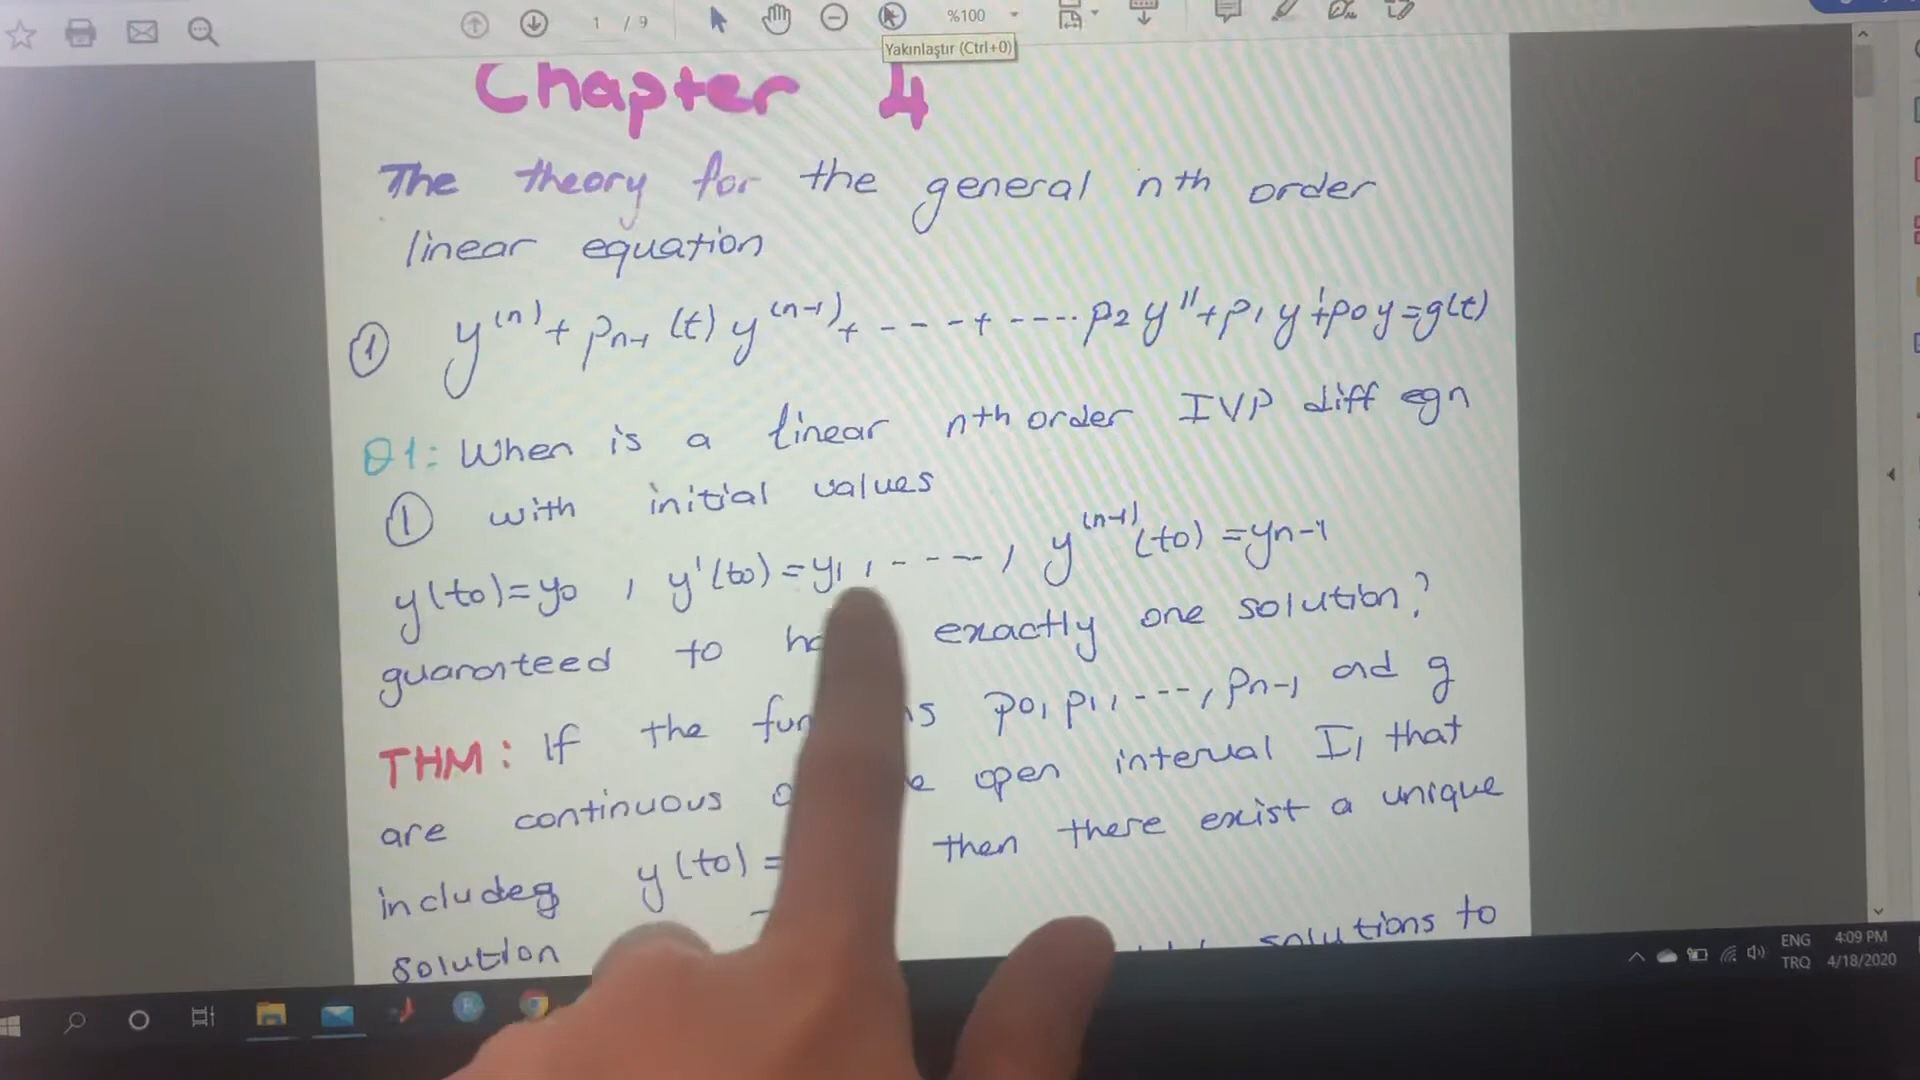 1 / 9
%100
Yakınlaştır (Ctrl+0)
Chapter 4
The theory for the general nth order
linear equation
① y⁽ⁿ⁾ + pn-1 (t) y⁽ⁿ⁻¹⁾ + - - - + - - - - p2 y'' + p1 y' + p0 y = g(t)
Q1: When is a linear nth order IVP diff eqn
① with initial values
y(t0) = y0 , y'(t0) = y1 , - - - - , y⁽ⁿ⁻¹⁾(t0) = yn-1
guaranteed to exactly one solution?
THM: If the p0, p1, - - - , pn-1 and g
are continuous open interval I, that
includes y(t0) = then there exist a unique
solution solutions to
ENG 4:09 PM
TRQ 4/18/2020